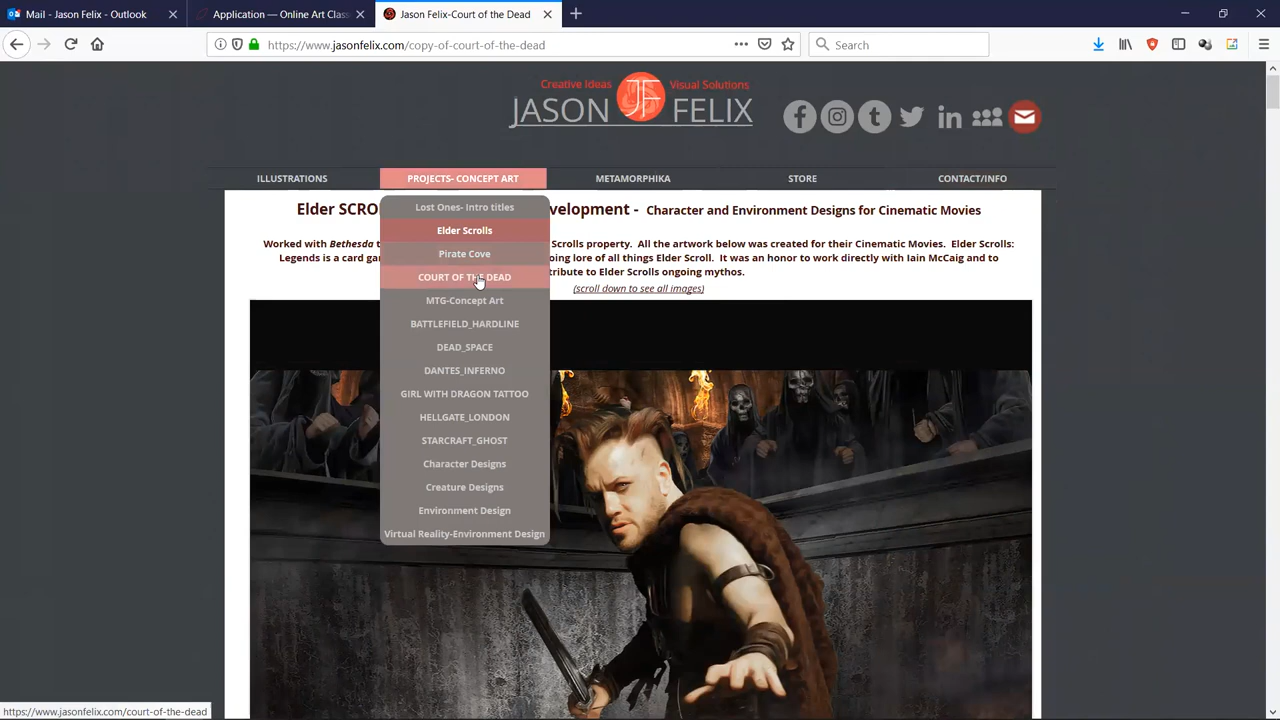 Mail - Jason Felix - Outlook
Application — Online Art Class
Jason Felix-Court of the Dead
https://www.jasonfelix.com/copy-of-court-of-the-dead
Search
Creative Ideas
Visual Solutions
JASON JF FELIX
ILLUSTRATIONS
PROJECTS- CONCEPT ART
METAMORPHIKA
STORE
CONTACT/INFO
Elder SCRO
velopment - Character and Environment Designs for Cinematic Movies
Worked with Bethesda t
Scrolls property. All the artwork below was created for their Cinematic Movies. Elder Scrolls:
Legends is a card ga
oing lore of all things Elder Scroll. It was an honor to work directly with Iain McCaig and to
tribute to Elder Scrolls ongoing mythos.
(scroll down to see all images)
Lost Ones- Intro titles
Elder Scrolls
Pirate Cove
COURT OF THE DEAD
MTG-Concept Art
BATTLEFIELD_HARDLINE
DEAD_SPACE
DANTES_INFERNO
GIRL WITH DRAGON TATTOO
HELLGATE_LONDON
STARCRAFT_GHOST
Character Designs
Creature Designs
Environment Design
Virtual Reality-Environment Design
https://www.jasonfelix.com/court-of-the-dead